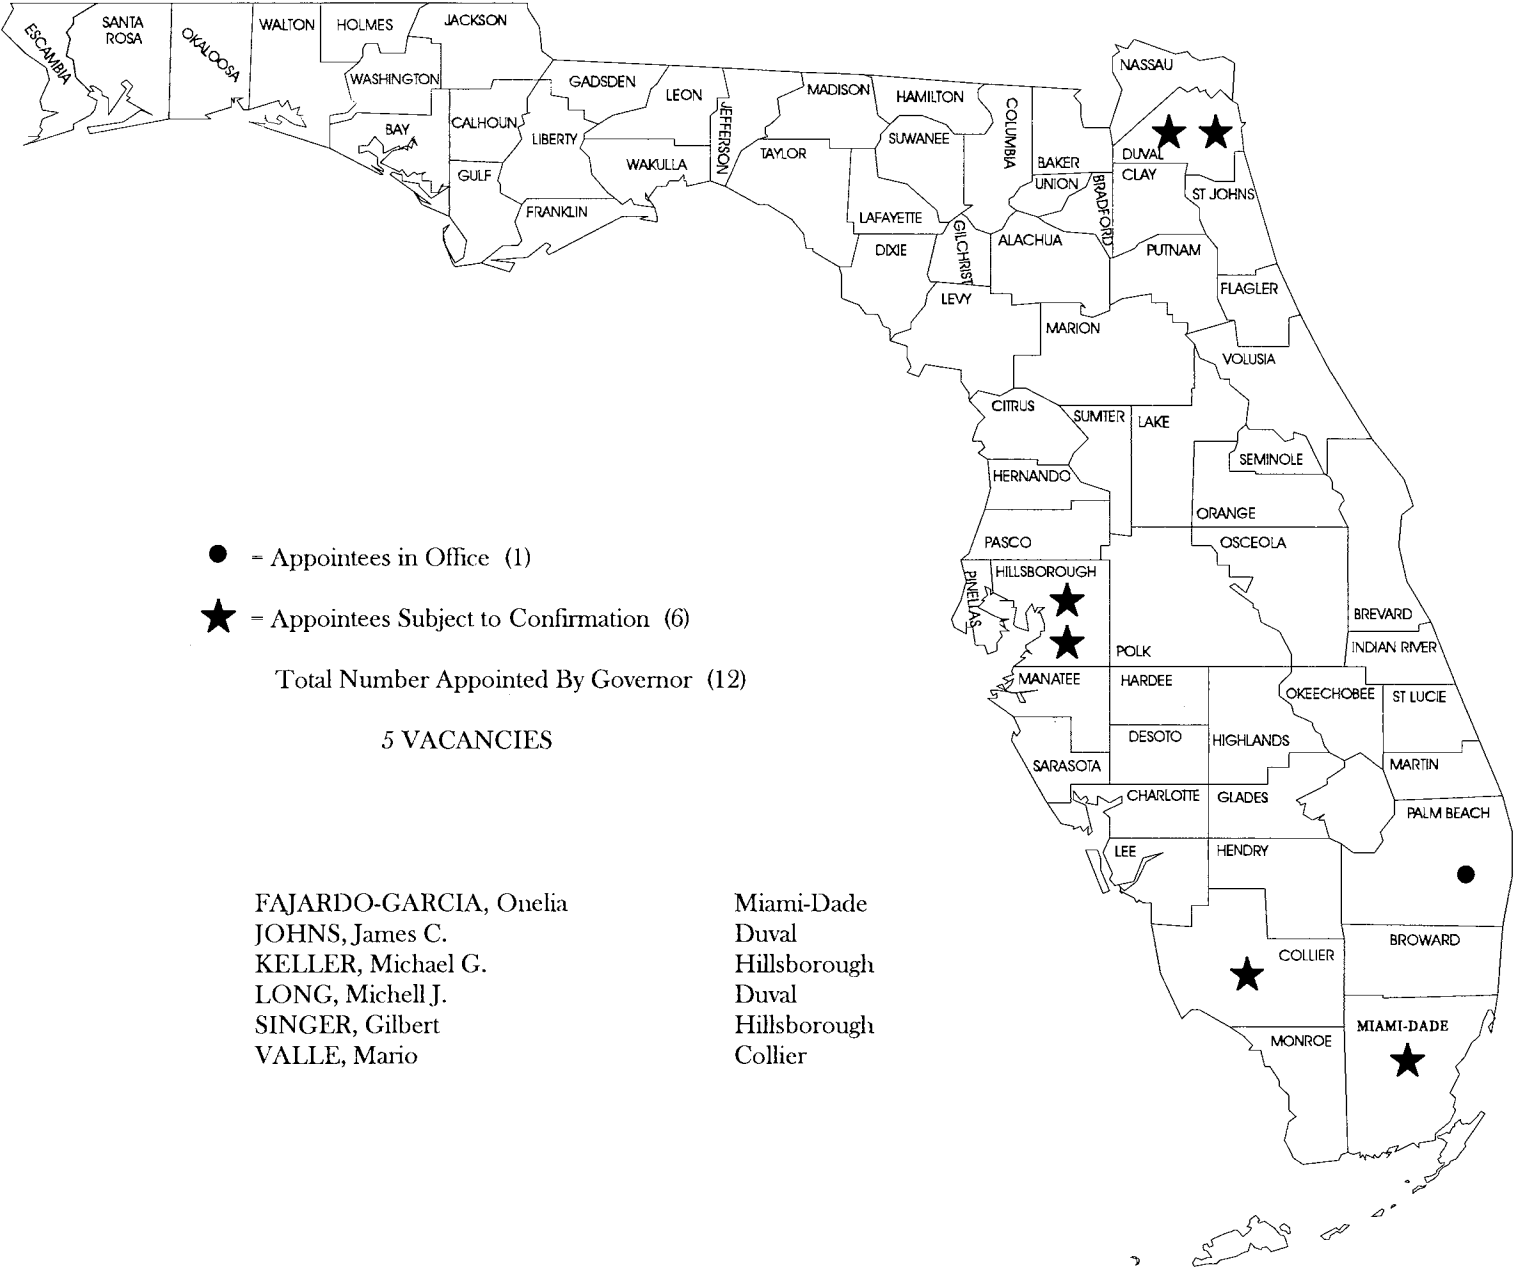 ESCAMBIA
SANTA
ROSA
OKALOOSA
WALTON
HOLMES
JACKSON
WASHINGTON
BAY
CALHOUN
GULF
LIBERTY
GADSDEN
FRANKLIN
LEON
WAKULLA
JEFFERSON
MADISON
TAYLOR
HAMILTON
SUWANEE
LAFAYETTE
DIXIE
COLUMBIA
GILCHRIST
LEVY
BAKER
UNION
BRADFORD
ALACHUA
NASSAU
DUVAL
CLAY
ST JOHNS
PUTNAM
FLAGLER
MARION
VOLUSIA
CITRUS
SUMTER
LAKE
SEMINOLE
HERNANDO
ORANGE
PASCO
OSCEOLA
PINELLAS
HILLSBOROUGH
POLK
BREVARD
INDIAN RIVER
MANATEE
HARDEE
OKEECHOBEE
ST LUCIE
DESOTO
HIGHLANDS
SARASOTA
MARTIN
CHARLOTTE
GLADES
PALM BEACH
LEE
HENDRY
BROWARD
COLLIER
MIAMI-DADE
MONROE
= Appointees in Office (1)
= Appointees Subject to Confirmation (6)
Total Number Appointed By Governor (12)
5 VACANCIES
FAJARDO-GARCIA, Onelia Miami-Dade
JOHNS, James C. Duval
KELLER, Michael G. Hillsborough
LONG, Michell J. Duval
SINGER, Gilbert Hillsborough
VALLE, Mario Collier